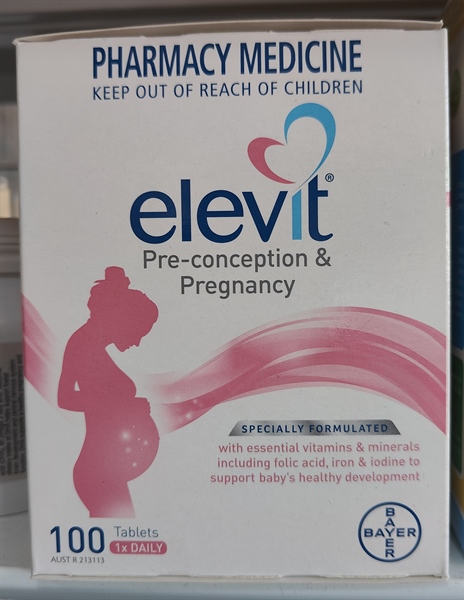 PHARMACY MEDICINE
KEEP OUT OF REACH OF CHILDREN
elevit®
Pre-conception &
Pregnancy
SPECIALLY FORMULATED
with essential vitamins & minerals
including folic acid, iron & iodine to
support baby's healthy development
100 Tablets
1x DAILY
AUST R 213113
BAYER
BAYER